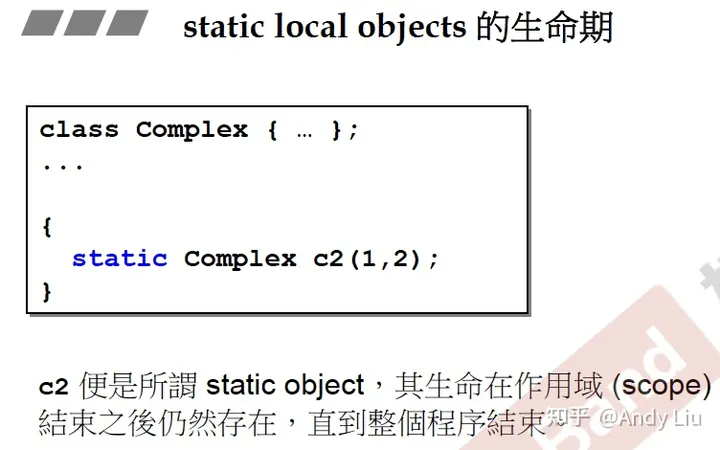 static local objects 的生命期
class Complex { … };
...
{
static Complex c2(1,2);
}
c2 便是所謂 static object，其生命在作用域 (scope)
結束之後仍然存在，直到整個程序結束。
知乎 @Andy Liu
band